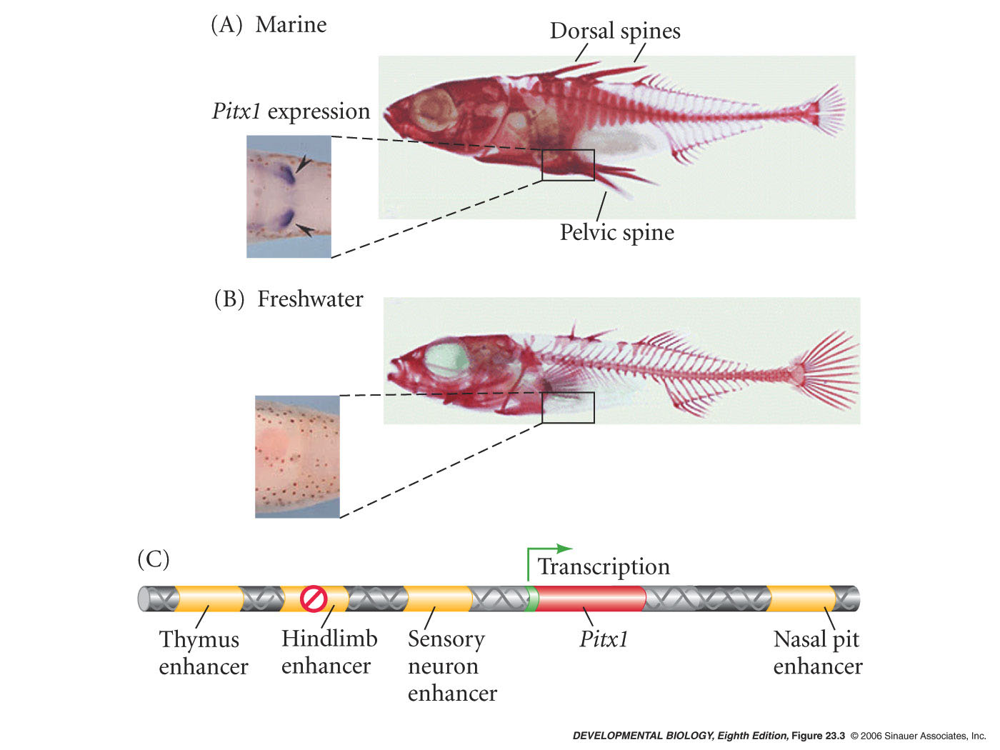 (A) Marine
Dorsal spines
Pitx1 expression
Pelvic spine
(B) Freshwater
(C)
Transcription
Thymus
enhancer
Hindlimb
enhancer
Sensory
neuron
enhancer
Pitx1
Nasal pit
enhancer
DEVELOPMENTAL BIOLOGY, Eighth Edition, Figure 23.3 © 2006 Sinauer Associates, Inc.